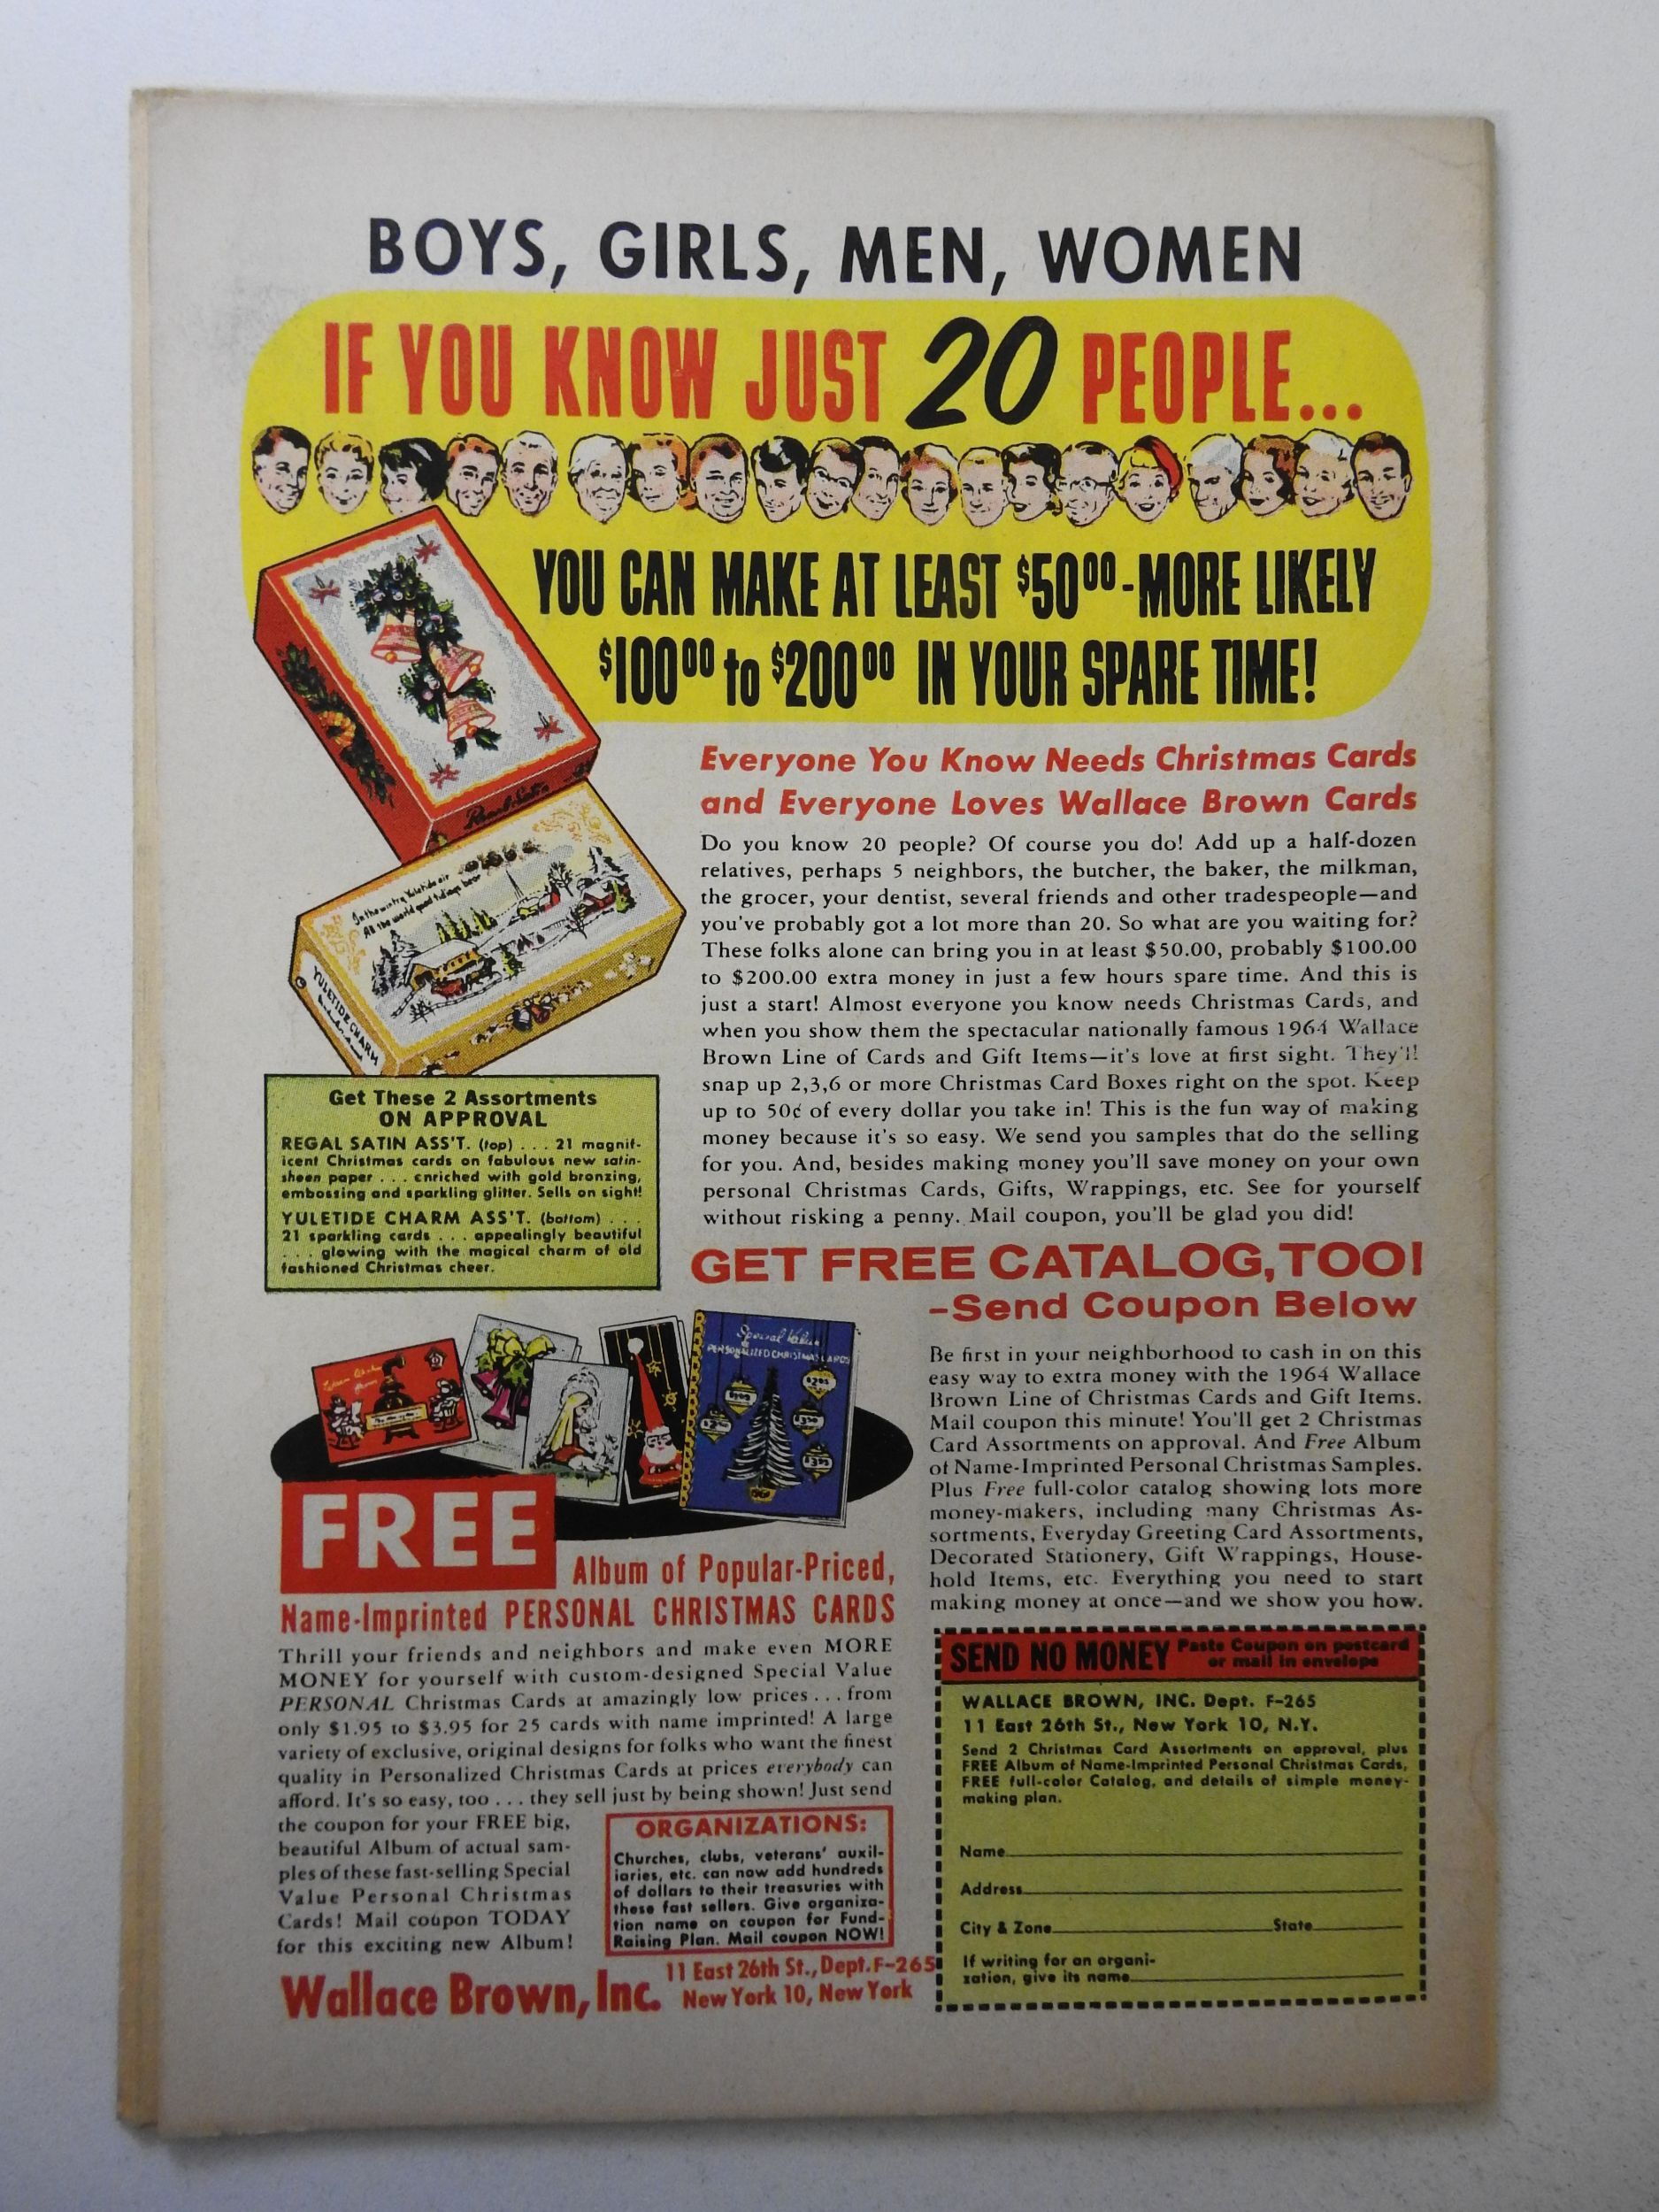 BOYS, GIRLS, MEN, WOMEN
IF YOU KNOW JUST 20 PEOPLE...
YOU CAN MAKE AT LEAST $50.00-MORE LIKELY
$100.00 to $200.00 IN YOUR SPARE TIME!
In the wintry Yuletide air
All the world good tidings bear
YULETIDE CHARM
Everyone You Know Needs Christmas Cards
and Everyone Loves Wallace Brown Cards
Do you know 20 people? Of course you do! Add up a half-dozen
relatives, perhaps 5 neighbors, the butcher, the baker, the milkman,
the grocer, your dentist, several friends and other tradespeople—and
you've probably got a lot more than 20. So what are you waiting for?
These folks alone can bring you in at least $50.00, probably $100.00
to $200.00 extra money in just a few hours spare time. And this is
just a start! Almost everyone you know needs Christmas Cards, and
when you show them the spectacular nationally famous 1964 Wallace
Brown Line of Cards and Gift Items—it's love at first sight. They'll
snap up 2,3,6 or more Christmas Card Boxes right on the spot. Keep
up to 50¢ of every dollar you take in! This is the fun way of making
money because it's so easy. We send you samples that do the selling
for you. And, besides making money you'll save money on your own
personal Christmas Cards, Gifts, Wrappings, etc. See for yourself
without risking a penny. Mail coupon, you'll be glad you did!
Get These 2 Assortments
ON APPROVAL
REGAL SATIN ASS'T. (top) . . . 21 magnif-
icent Christmas cards on fabulous new satin-
sheen paper . . . enriched with gold bronzing,
embossing and sparkling glitter. Sells on sight!
YULETIDE CHARM ASS'T. (bottom) . . .
21 sparkling cards . . . appealingly beautiful
. . . glowing with the magical charm of old
fashioned Christmas cheer.
GET FREE CATALOG, TOO!
-Send Coupon Below
Be first in your neighborhood to cash in on this
easy way to extra money with the 1964 Wallace
Brown Line of Christmas Cards and Gift Items.
Mail coupon this minute! You'll get 2 Christmas
Card Assortments on approval. And Free Album
of Name-Imprinted Personal Christmas Samples.
Plus Free full-color catalog showing lots more
money-makers, including many Christmas As-
sortments, Everyday Greeting Card Assortments,
Decorated Stationery, Gift Wrappings, House-
hold Items, etc. Everything you need to start
making money at once—and we show you how.
Special Value
PERSONALIZED CHRISTMAS CARDS
FREE
Album of Popular-Priced,
Name-Imprinted PERSONAL CHRISTMAS CARDS
Thrill your friends and neighbors and make even MORE
MONEY for yourself with custom-designed Special Value
PERSONAL Christmas Cards at amazingly low prices . . . from
only $1.95 to $3.95 for 25 cards with name imprinted! A large
variety of exclusive, original designs for folks who want the finest
quality in Personalized Christmas Cards at prices everybody can
afford. It's so easy, too . . . they sell just by being shown! Just send
the coupon for your FREE big,
beautiful Album of actual sam-
ples of these fast-selling Special
Value Personal Christmas
Cards! Mail coupon TODAY
for this exciting new Album!
ORGANIZATIONS:
Churches, clubs, veterans' auxil-
iaries, etc. can now add hundreds
of dollars to their treasuries with
these fast sellers. Give organiza-
tion name on coupon for Fund-
Raising Plan. Mail coupon NOW!
Wallace Brown, Inc.
11 East 26th St., Dept. F-265
New York 10, New York
SEND NO MONEY Paste Coupon on postcard
or mail in envelope
WALLACE BROWN, INC. Dept. F-265
11 East 26th St., New York 10, N.Y.
Send 2 Christmas Card Assortments on approval, plus
FREE Album of Name-Imprinted Personal Christmas Cards,
FREE full-color Catalog, and details of simple money-
making plan.
Name
Address
City & Zone State
If writing for an organi-
zation, give its name